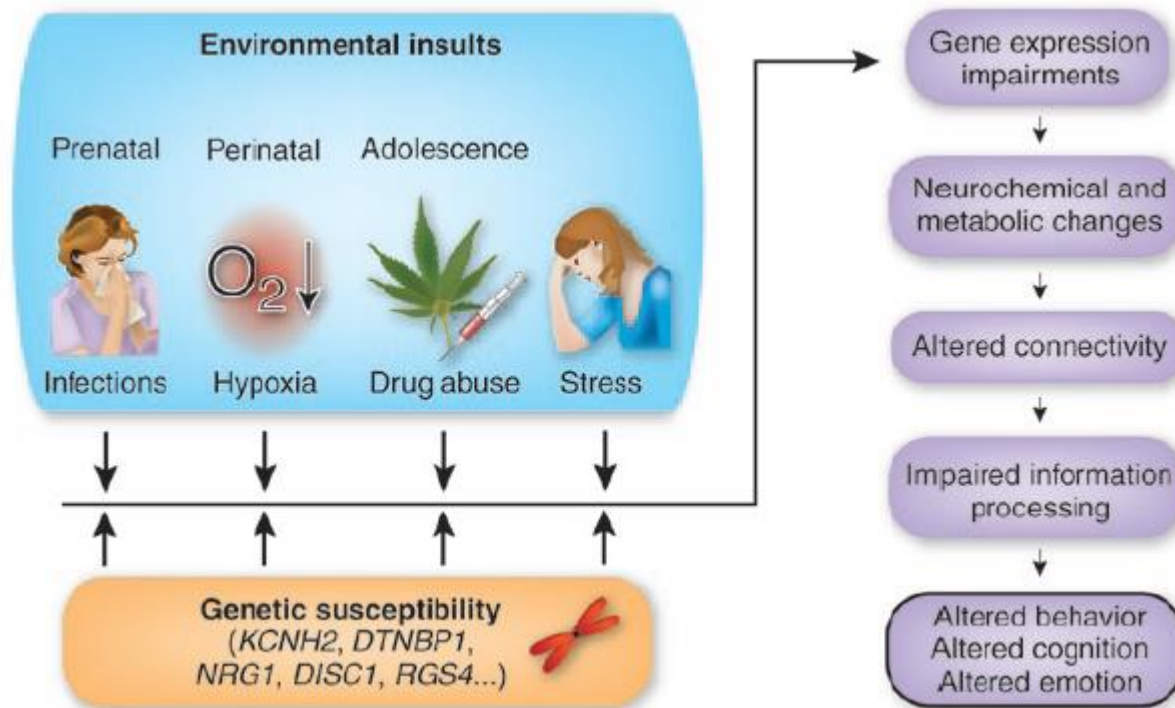 Environmental insults
Prenatal Perinatal Adolescence
O₂
Infections Hypoxia Drug abuse Stress
Genetic susceptibility
(KCNH2, DTNBP1,
NRG1, DISC1, RGS4...)
Gene expression
impairments
Neurochemical and
metabolic changes
Altered connectivity
Impaired information
processing
Altered behavior
Altered cognition
Altered emotion